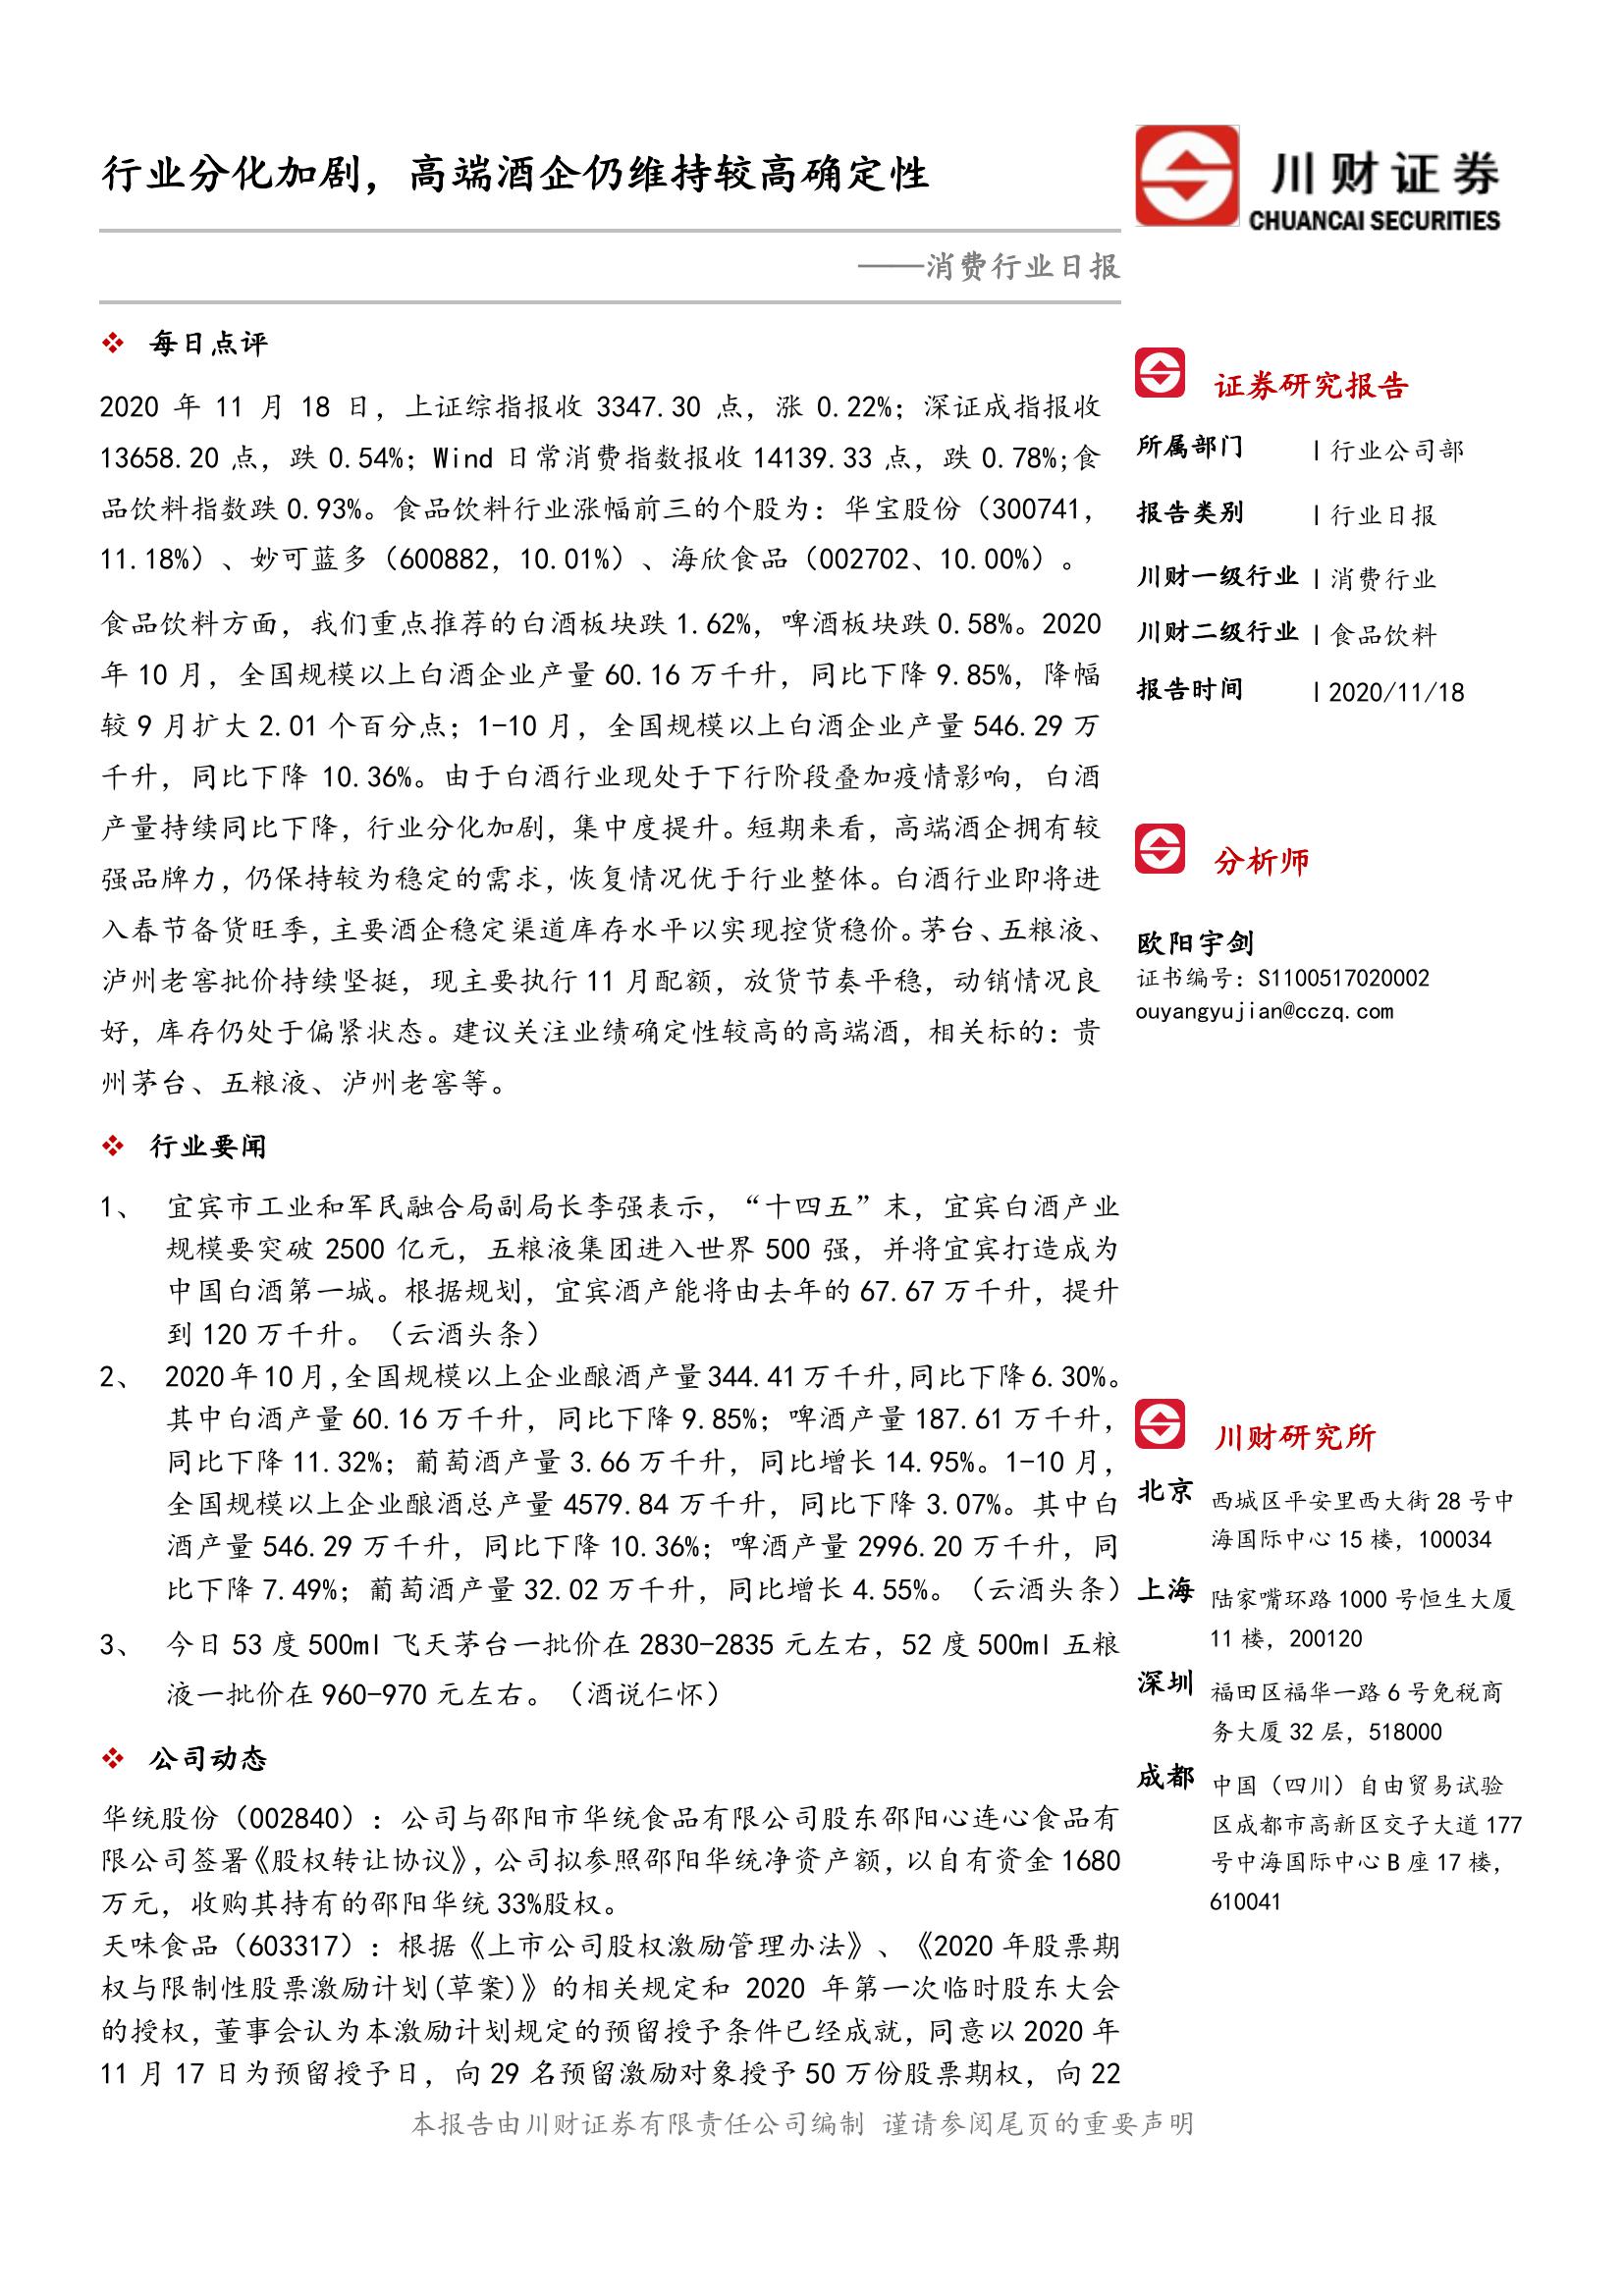 行业分化加剧，高端酒企仍维持较高确定性
川财证券
CHUANCAI SECURITIES
——消费行业日报
❖ 每日点评
2020 年 11 月 18 日，上证综指报收 3347.30 点，涨 0.22%；深证成指报收
13658.20 点，跌 0.54%；Wind 日常消费指数报收 14139.33 点，跌 0.78%;食
品饮料指数跌 0.93%。食品饮料行业涨幅前三的个股为：华宝股份（300741，
11.18%）、妙可蓝多（600882，10.01%）、海欣食品（002702、10.00%）。
食品饮料方面，我们重点推荐的白酒板块跌 1.62%，啤酒板块跌 0.58%。2020
年 10 月，全国规模以上白酒企业产量 60.16 万千升，同比下降 9.85%，降幅
较 9 月扩大 2.01 个百分点；1-10 月，全国规模以上白酒企业产量 546.29 万
千升，同比下降 10.36%。由于白酒行业现处于下行阶段叠加疫情影响，白酒
产量持续同比下降，行业分化加剧，集中度提升。短期来看，高端酒企拥有较
强品牌力，仍保持较为稳定的需求，恢复情况优于行业整体。白酒行业即将进
入春节备货旺季，主要酒企稳定渠道库存水平以实现控货稳价。茅台、五粮液、
泸州老窖批价持续坚挺，现主要执行 11 月配额，放货节奏平稳，动销情况良
好，库存仍处于偏紧状态。建议关注业绩确定性较高的高端酒，相关标的：贵
州茅台、五粮液、泸州老窖等。
❖ 行业要闻
1、 宜宾市工业和军民融合局副局长李强表示，“十四五”末，宜宾白酒产业
规模要突破 2500 亿元，五粮液集团进入世界 500 强，并将宜宾打造成为
中国白酒第一城。根据规划，宜宾酒产能将由去年的 67.67 万千升，提升
到 120 万千升。（云酒头条）
2、 2020 年 10 月,全国规模以上企业酿酒产量 344.41 万千升,同比下降 6.30%。
其中白酒产量 60.16 万千升，同比下降 9.85%；啤酒产量 187.61 万千升，
同比下降 11.32%；葡萄酒产量 3.66 万千升，同比增长 14.95%。1-10 月，
全国规模以上企业酿酒总产量 4579.84 万千升，同比下降 3.07%。其中白
酒产量 546.29 万千升，同比下降 10.36%；啤酒产量 2996.20 万千升，同
比下降 7.49%；葡萄酒产量 32.02 万千升，同比增长 4.55%。（云酒头条）
3、 今日 53 度 500ml 飞天茅台一批价在 2830-2835 元左右，52 度 500ml 五粮
液一批价在 960-970 元左右。（酒说仁怀）
❖ 公司动态
华统股份（002840）：公司与邵阳市华统食品有限公司股东邵阳心连心食品有
限公司签署《股权转让协议》，公司拟参照邵阳华统净资产额，以自有资金 1680
万元，收购其持有的邵阳华统 33%股权。
天味食品（603317）：根据《上市公司股权激励管理办法》、《2020 年股票期
权与限制性股票激励计划(草案)》的相关规定和 2020 年第一次临时股东大会
的授权，董事会认为本激励计划规定的预留授予条件已经成就，同意以 2020 年
11 月 17 日为预留授予日，向 29 名预留激励对象授予 50 万份股票期权，向 22
证券研究报告
所属部门 | 行业公司部
报告类别 | 行业日报
川财一级行业 | 消费行业
川财二级行业 | 食品饮料
报告时间 | 2020/11/18
分析师
欧阳宇剑
证书编号：S1100517020002
ouyangyujian@cczq.com
川财研究所
北京 西城区平安里西大街 28 号中
海国际中心 15 楼，100034
上海 陆家嘴环路 1000 号恒生大厦
11 楼，200120
深圳 福田区福华一路 6 号免税商
务大厦 32 层，518000
成都 中国（四川）自由贸易试验
区成都市高新区交子大道 177
号中海国际中心 B 座 17 楼，
610041
本报告由川财证券有限责任公司编制 谨请参阅尾页的重要声明